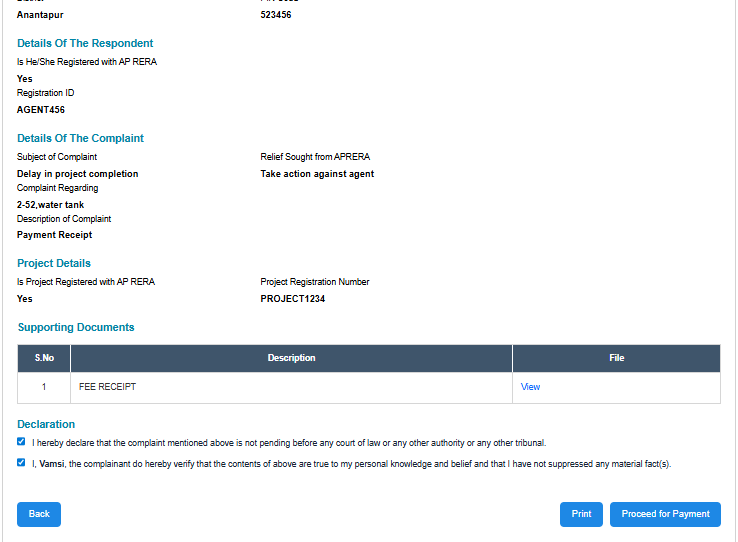 Anantapur 523456
Details Of The Respondent
Is He/She Registered with AP RERA
Yes
Registration ID
AGENT456
Details Of The Complaint
Subject of Complaint Relief Sought from APRERA
Delay in project completion Take action against agent
Complaint Regarding
2-52,water tank
Description of Complaint
Payment Receipt
Project Details
Is Project Registered with AP RERA Project Registration Number
Yes PROJECT1234
Supporting Documents
S.No Description File
1 FEE RECEIPT View
Declaration
I hereby declare that the complaint mentioned above is not pending before any court of law or any other authority or any other tribunal.
I, Vamsi, the complainant do hereby verify that the contents of above are true to my personal knowledge and belief and that I have not suppressed any material fact(s).
Back Print Proceed for Payment